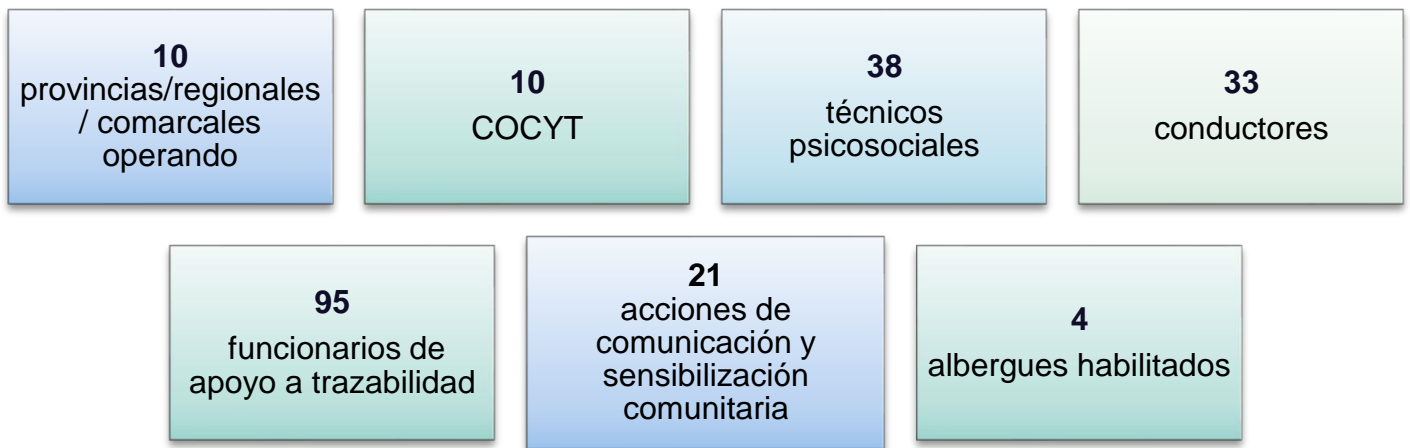 10
provincias/regionales
/ comarcales
operando
10
COCYT
38
técnicos
psicosociales
33
conductores
95
funcionarios de
apoyo a trazabilidad
21
acciones de
comunicación y
sensibilización
comunitaria
4
albergues habilitados